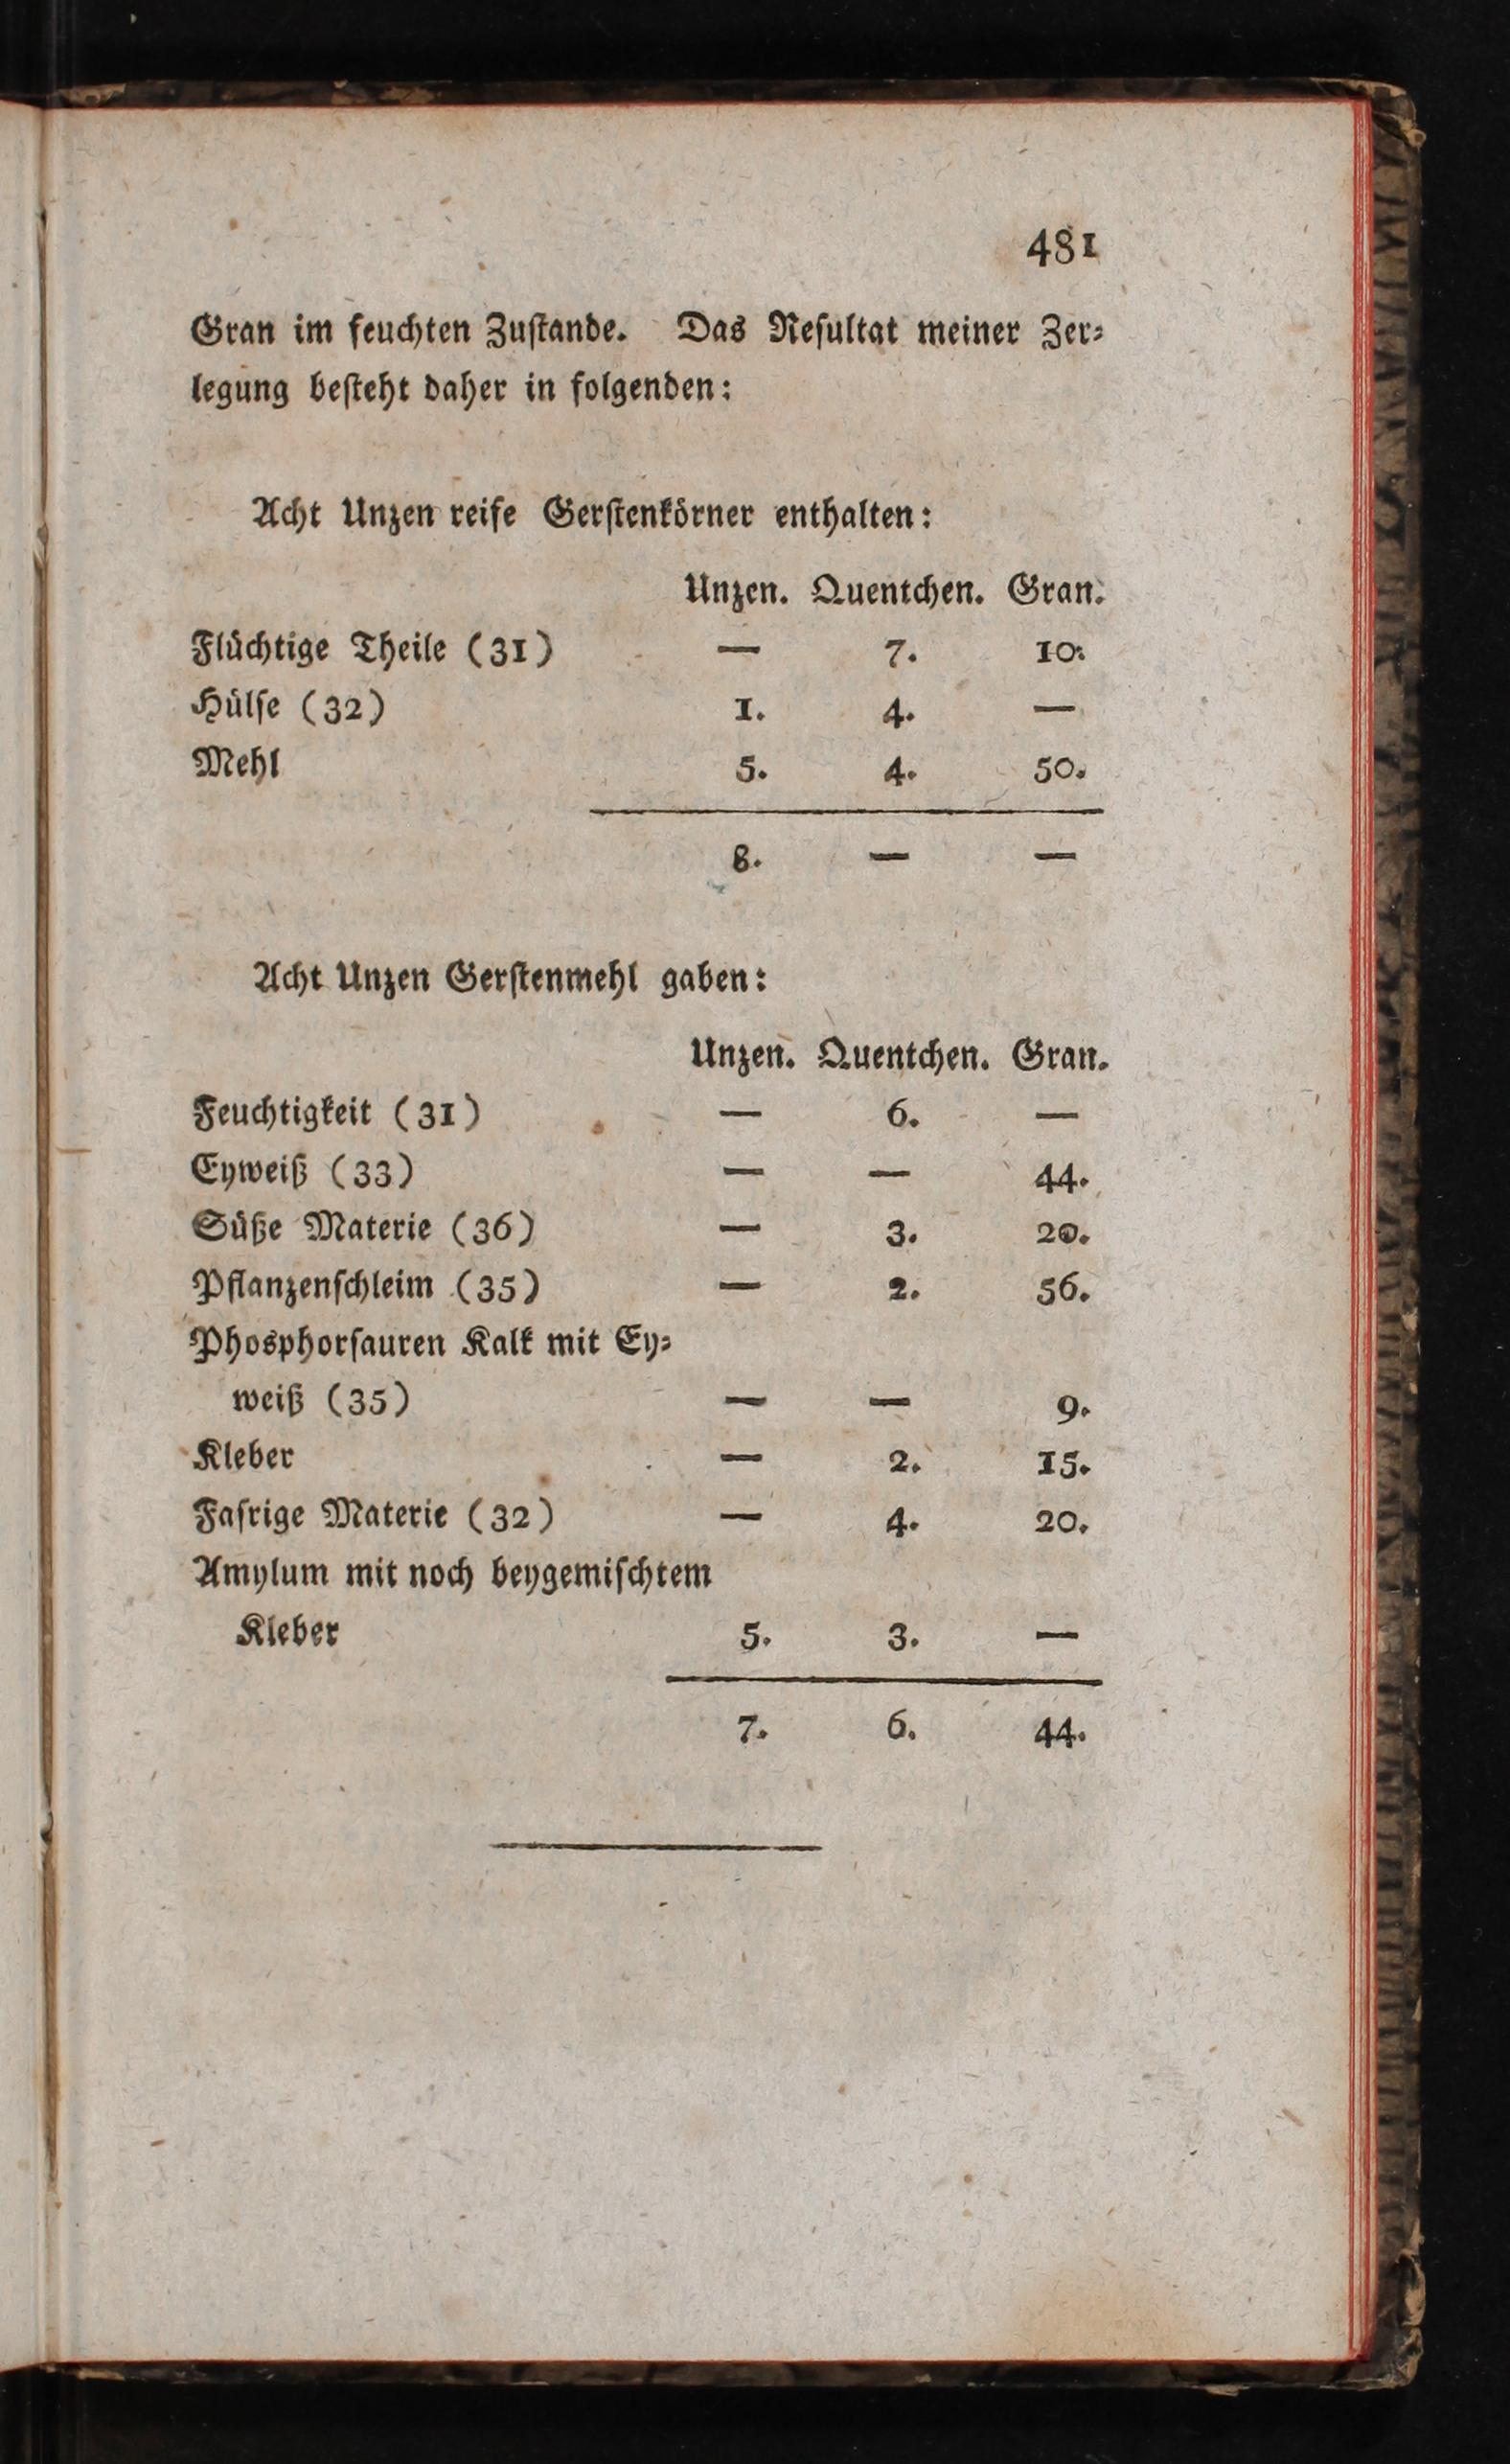 481
Gran im feuchten Zuſtande. Das Reſultat meiner Zer⸗
legung beſteht daher in folgenden:
Acht Unzen reife Gerſtenkörner enthalten:
Unzen. Quentchen. Gran.
Flüchtige Theile (31) — 7. 10.
Hülſe (32) 1. 4. —
Mehl 5. 4. 50.
8. — —
Acht Unzen Gerſtenmehl gaben:
Unzen. Quentchen. Gran.
Feuchtigkeit (31) — 6. —
Eyweiß (33) — — 44.
Süße Materie (36) — 3. 20.
Pflanzenſchleim (35) — 2. 56.
Phosphorſauren Kalk mit Ey⸗
weiß (35) — — 9.
Kleber — 2. 15.
Faſrige Materie (32) — 4. 20.
Amylum mit noch beygemiſchtem
Kleber 5. 3. —
7. 6. 44.